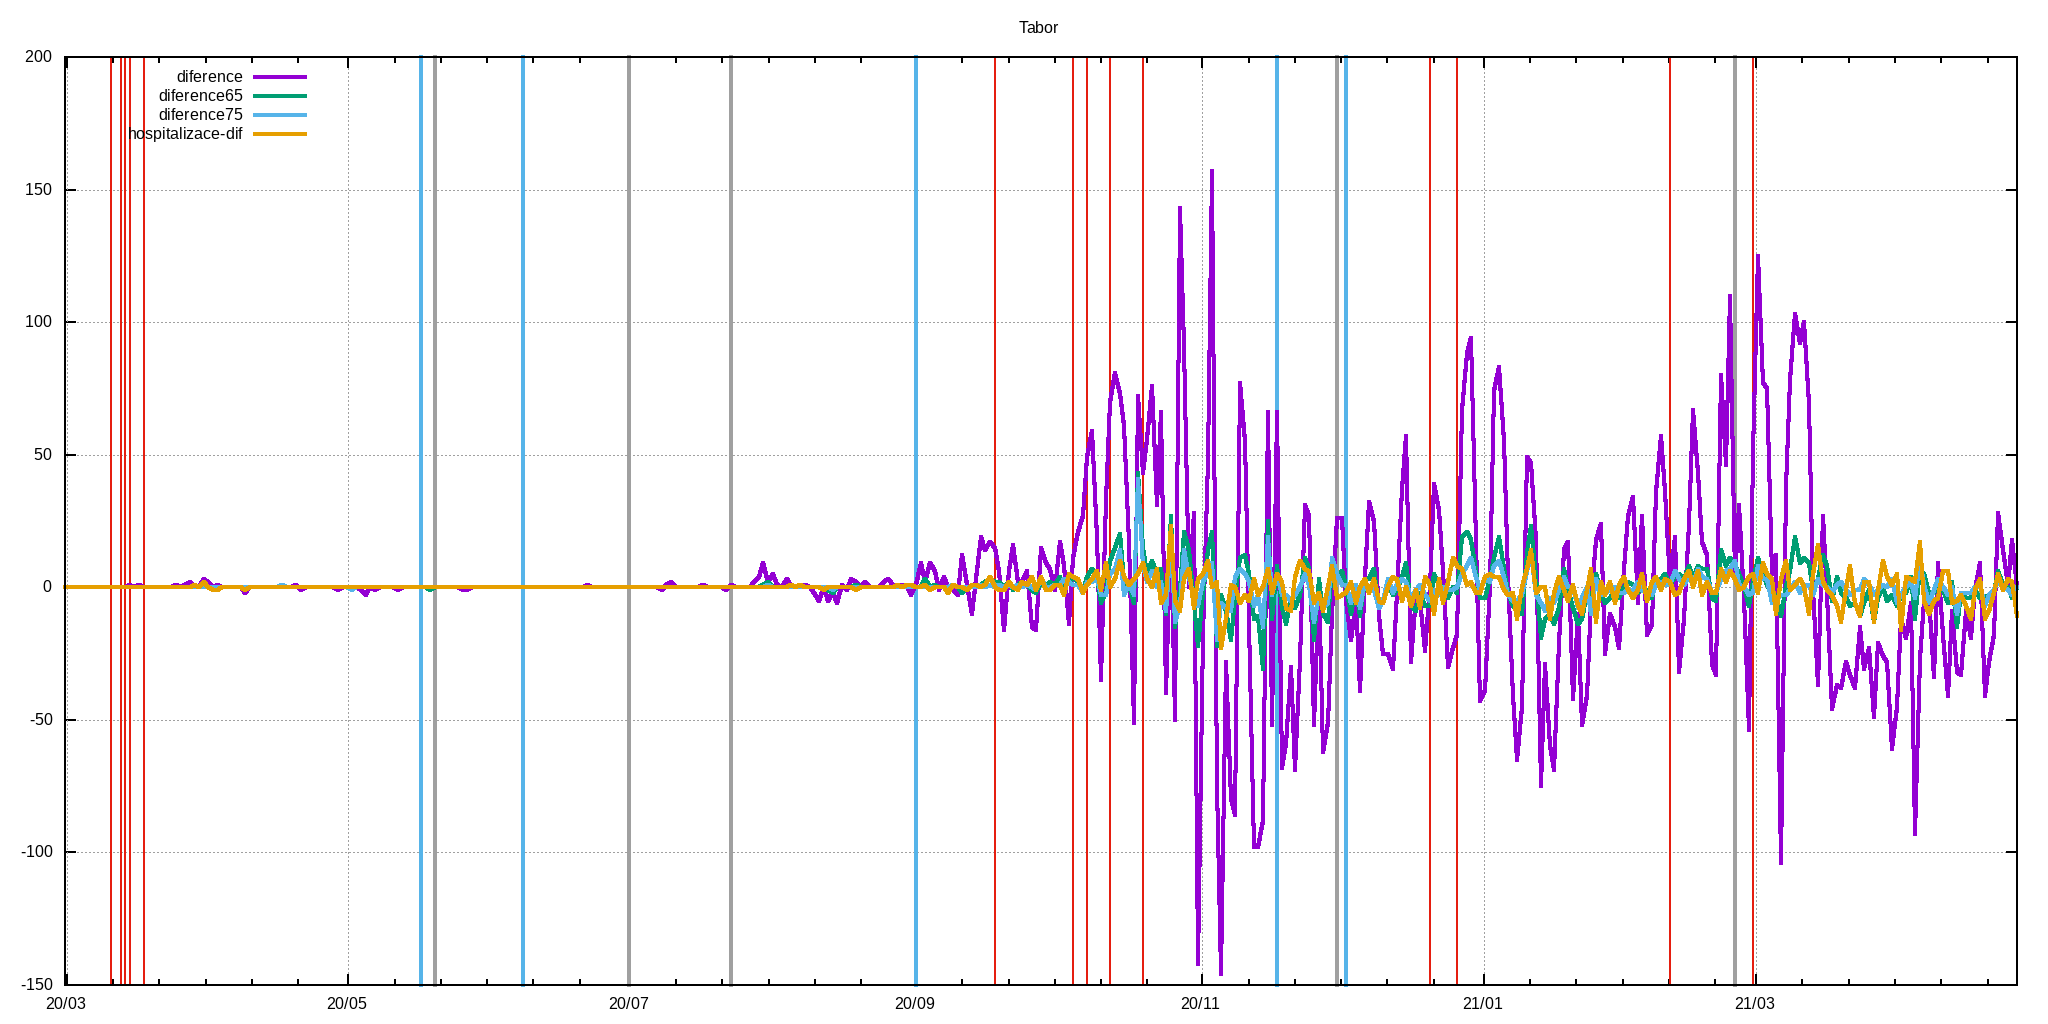 Tabor
200
150
100
50
0
-50
-100
-150
diference
diference65
diference75
hospitalizace-dif
20/03 20/05 20/07 20/09 20/11 21/01 21/03